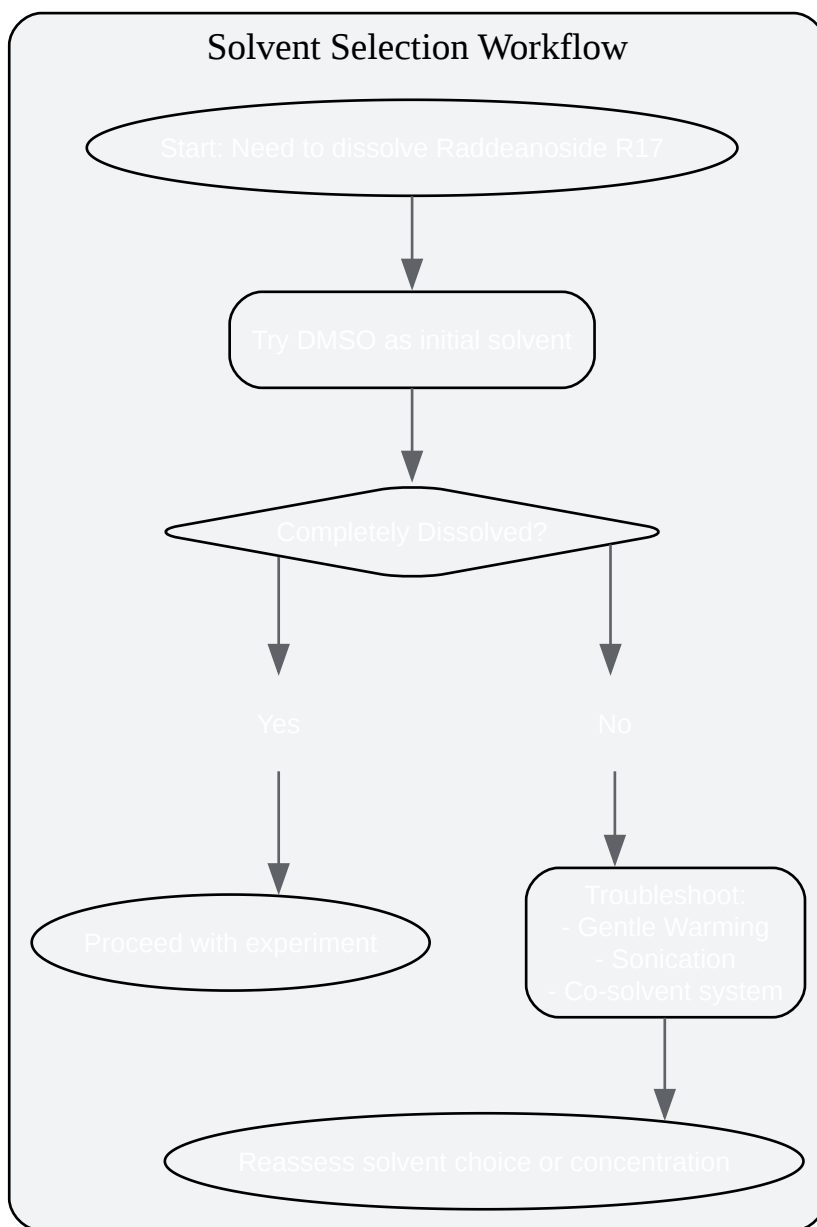 Solvent Selection Workflow
Start: Need to dissolve Raddeanoside R17
Try DMSO as initial solvent
Completely Dissolved?
Yes
No
Proceed with experiment
Troubleshoot:
- Gentle Warming
- Sonication
- Co-solvent system
Reassess solvent choice or concentration